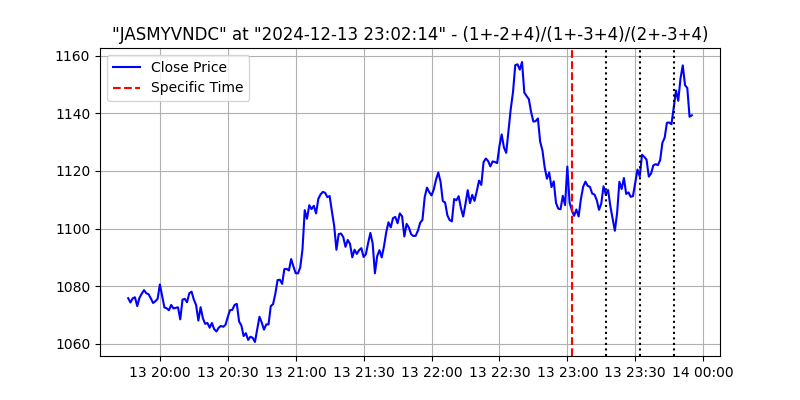 "JASMYVNDC" at "2024-12-13 23:02:14" - (1+-2+4)/(1+-3+4)/(2+-3+4)
Close Price
Specific Time
1160
1140
1120
1100
1080
1060
13 20:00 13 20:30 13 21:00 13 21:30 13 22:00 13 22:30 13 23:00 13 23:30 14 00:00